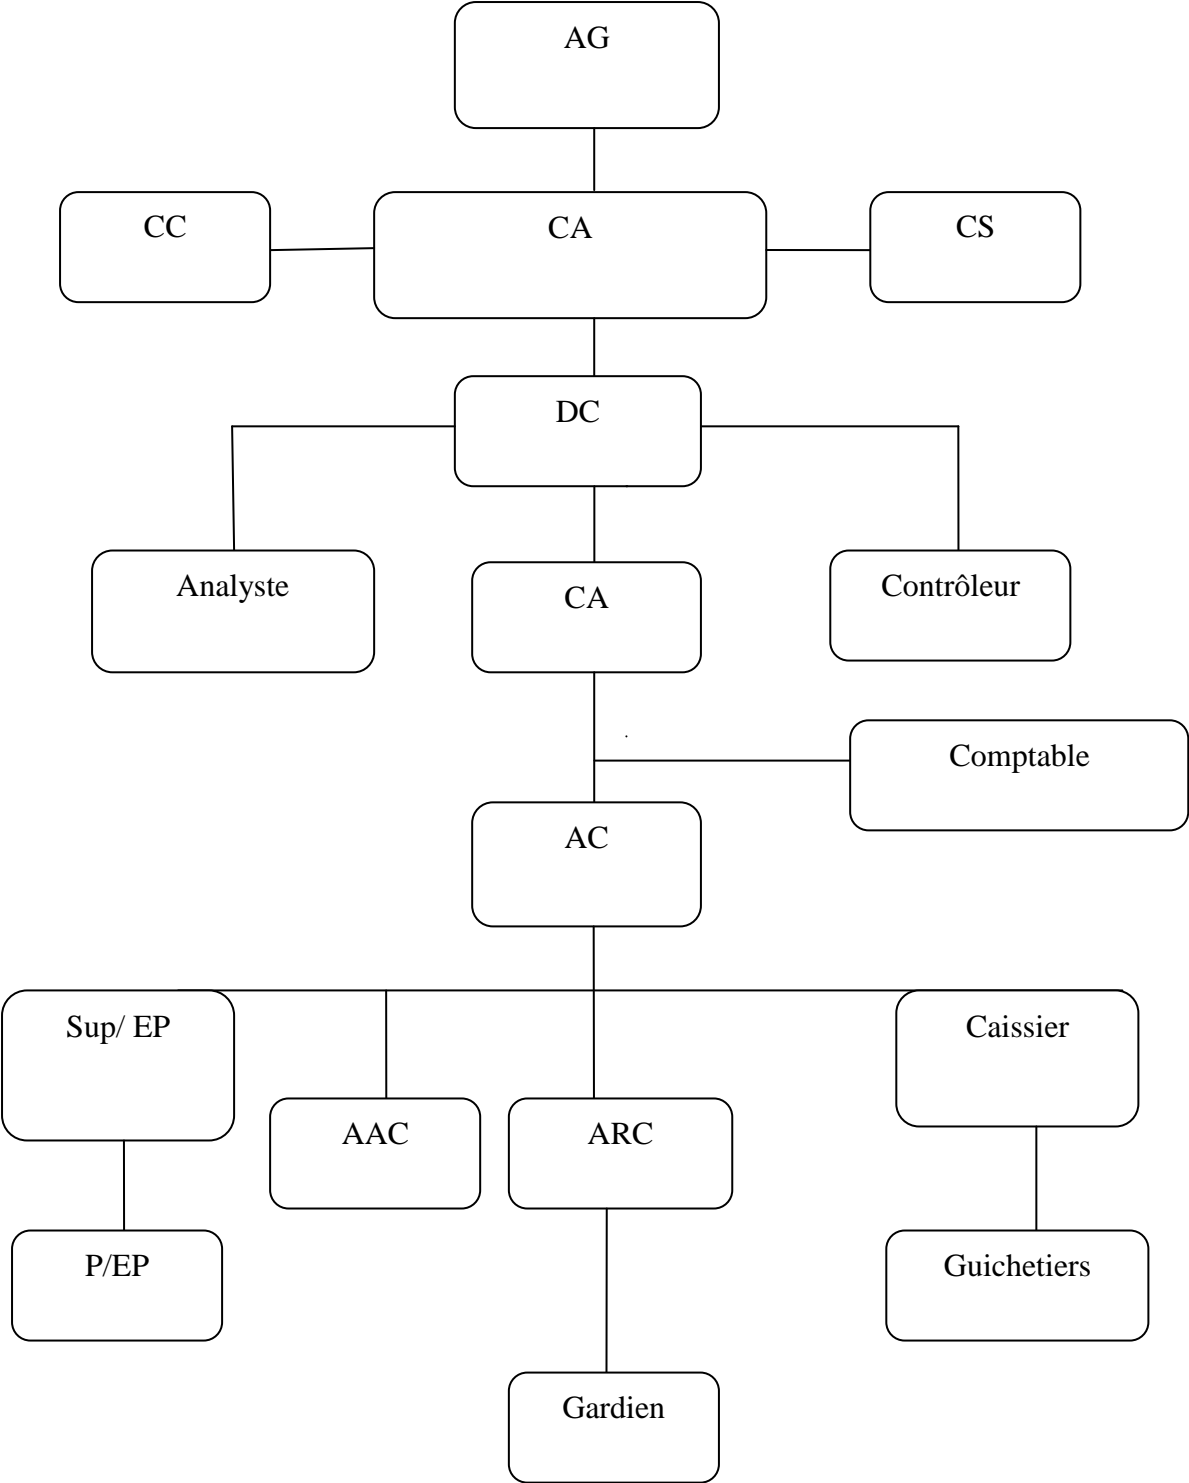 AG
CC
CA
CS
DC
Analyste
CA
Contrôleur
Comptable
AC
Sup/ EP
Caissier
AAC
ARC
P/EP
Guichetiers
Gardien